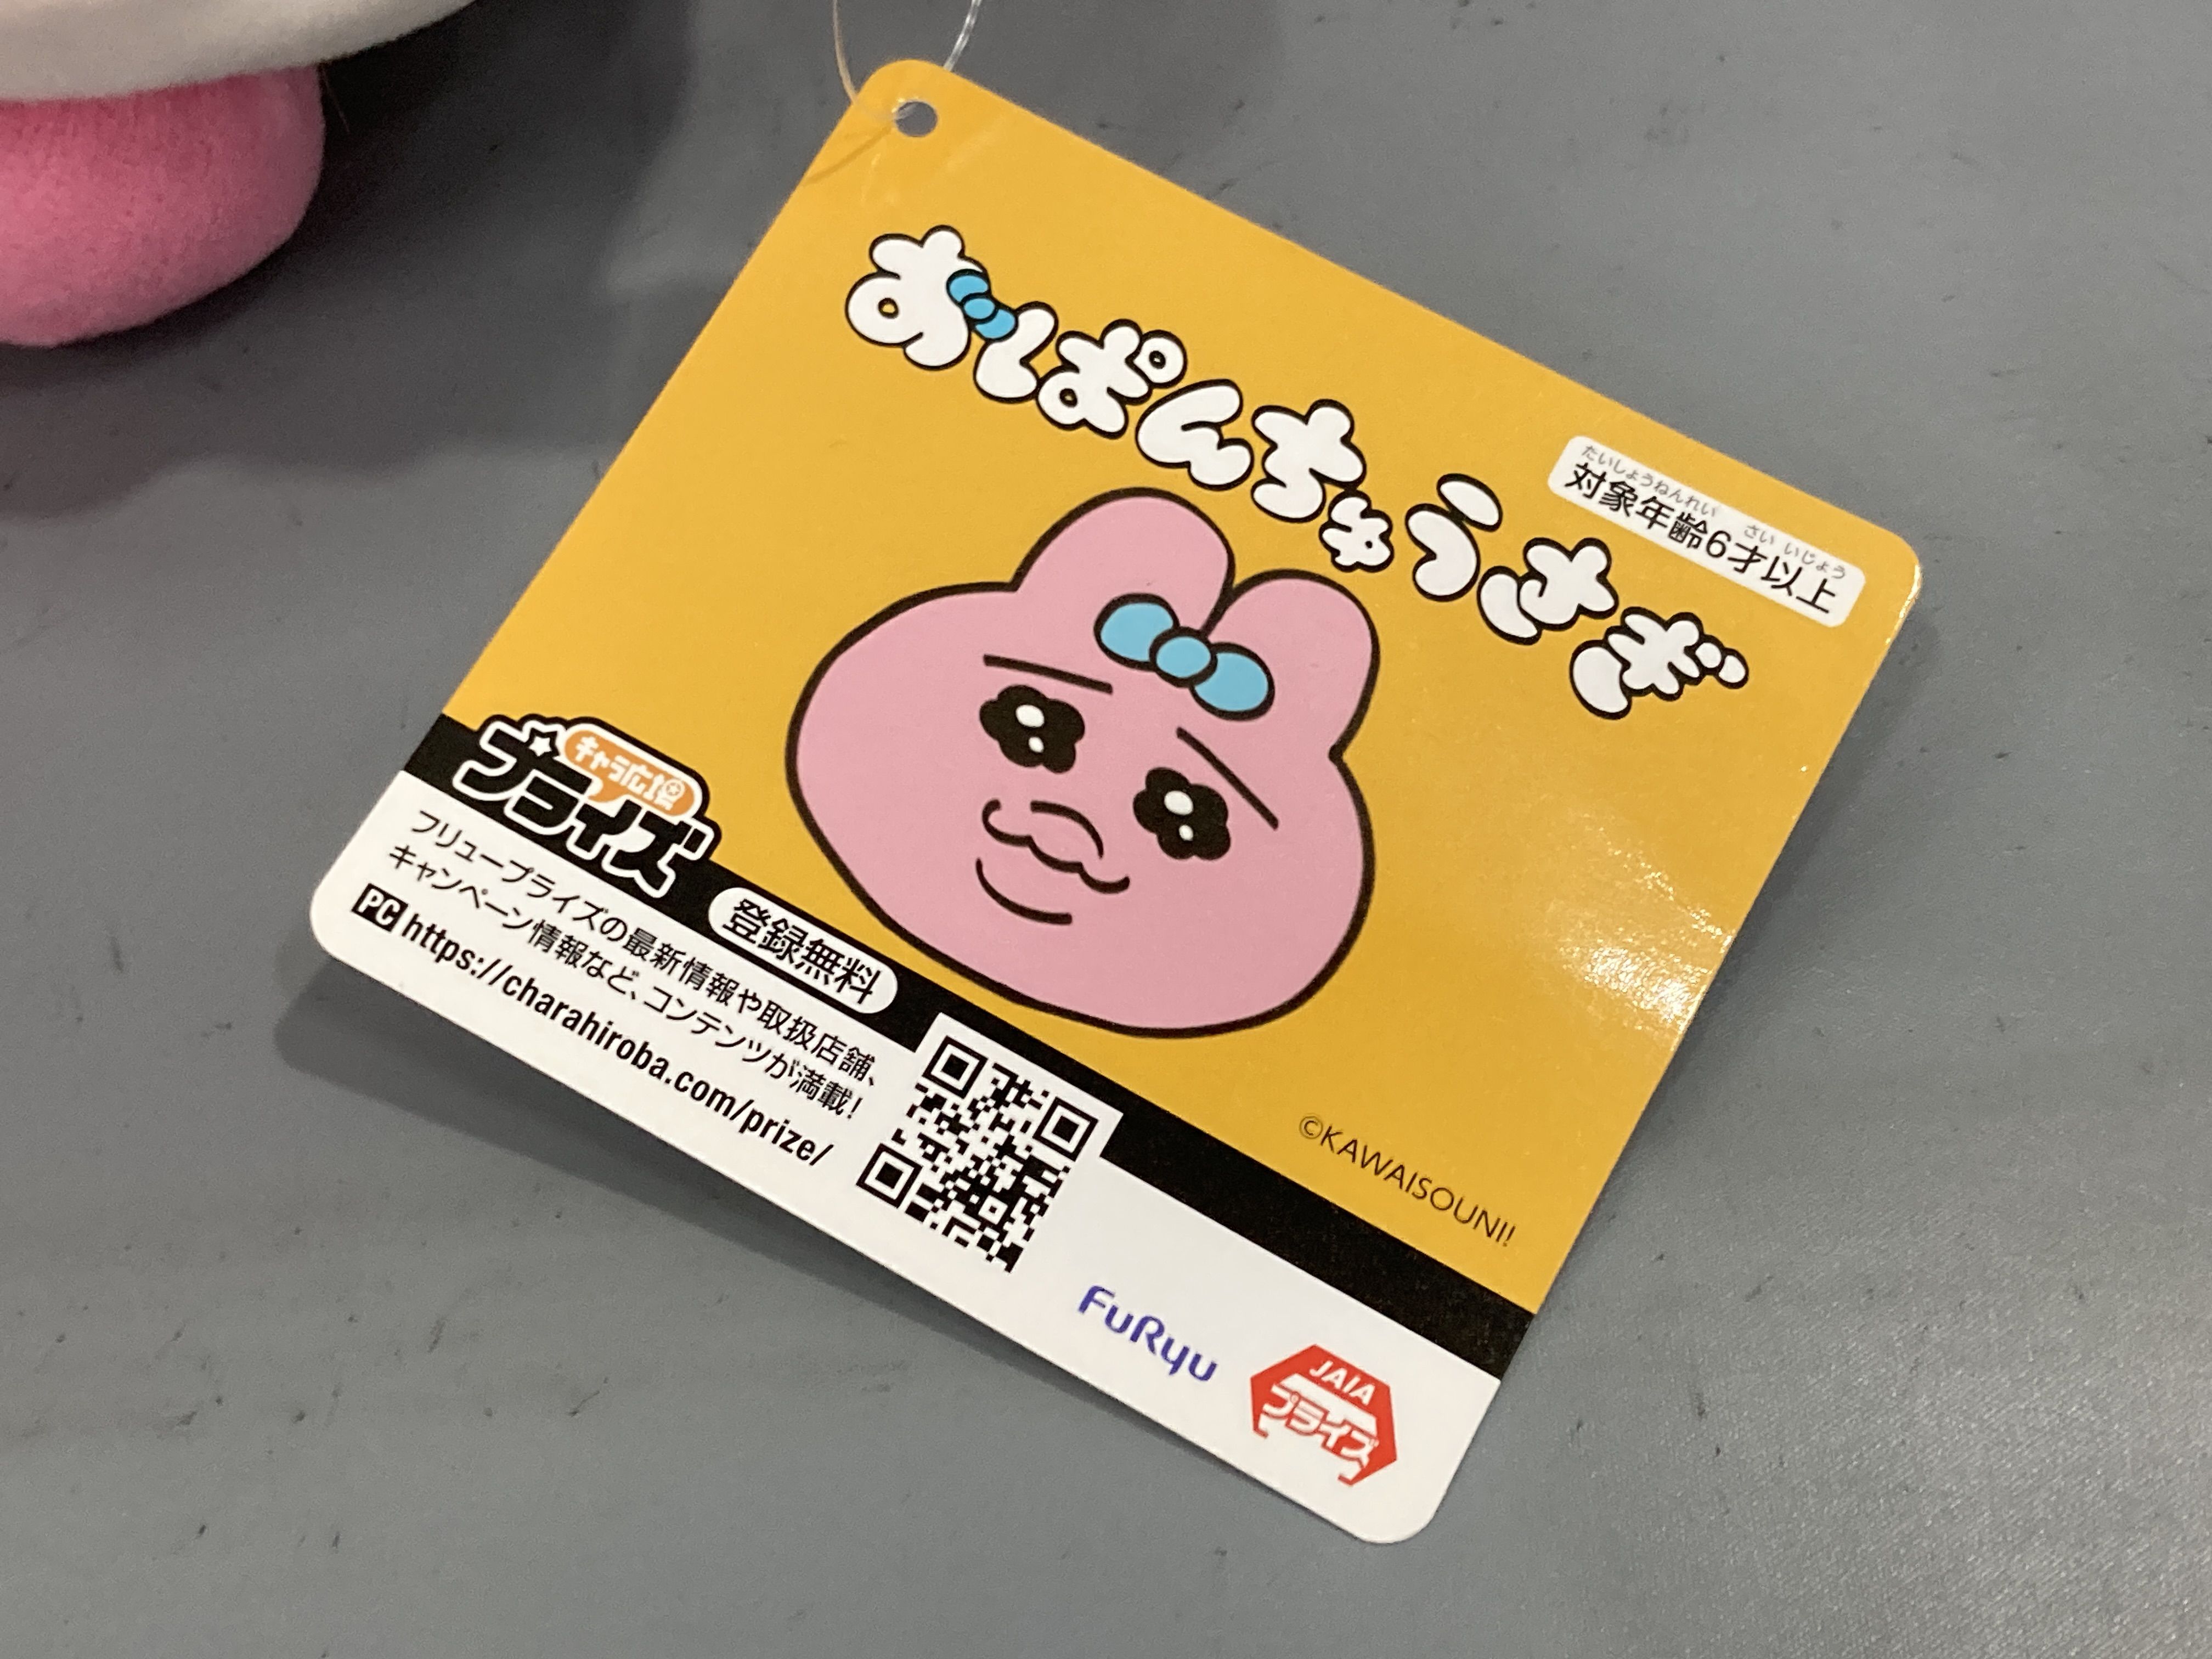 おぱんちゅうさぎ
たいしょうねんれい さい いじょう
対象年齢6才以上
©KAWAISOUNI!
キャラ広場
プライズ
登録無料
フリュープライズの最新情報や取扱店舗、
キャンペーン情報など、コンテンツが満載!
PC https://charahiroba.com/prize/
FuRyu
JAIA
プライズ